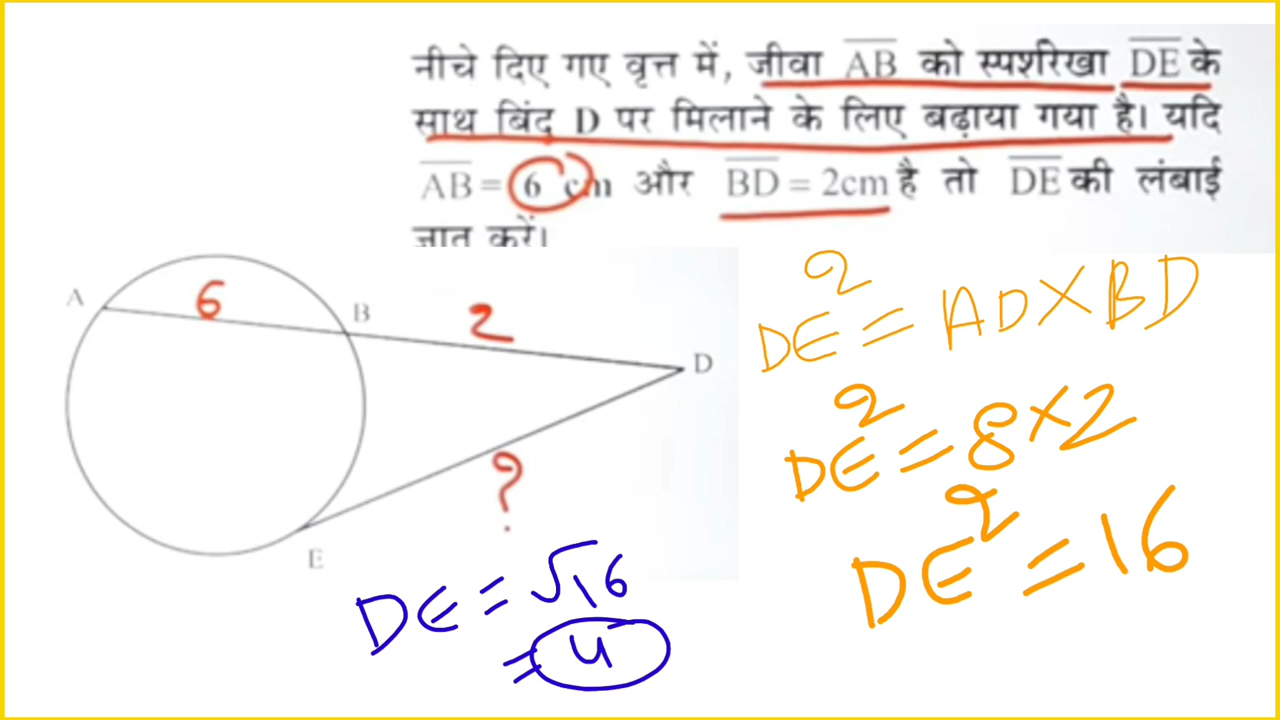 नीचे दिए गए वृत्त में, जीवा AB को स्पर्शरेखा DE के
साथ बिंदु D पर मिलाने के लिए बढ़ाया गया है। यदि
AB = 6 cm और BD = 2cm है तो DE की लंबाई
ज्ञात करें।
A
6
B
2
D
?
E
DE² = AD×BD
DE² = 8×2
DE² = 16
DE = √16
= 4